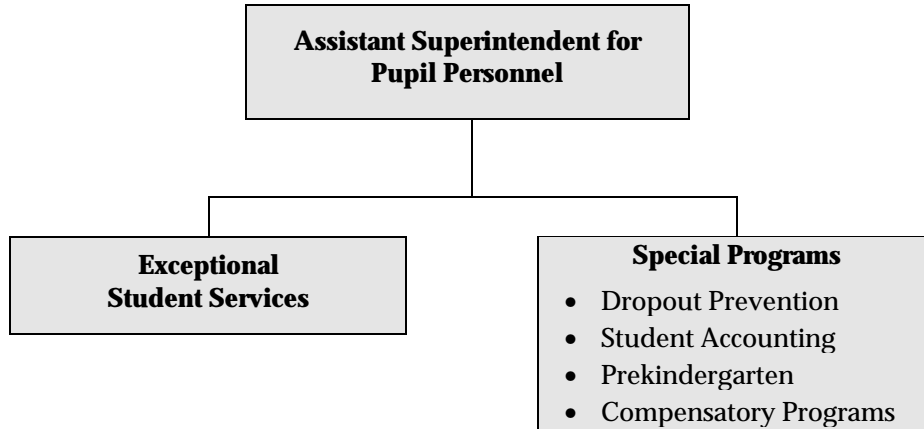 Assistant Superintendent for
Pupil Personnel
Exceptional
Student Services
Special Programs
• Dropout Prevention
• Student Accounting
• Prekindergarten
• Compensatory Programs